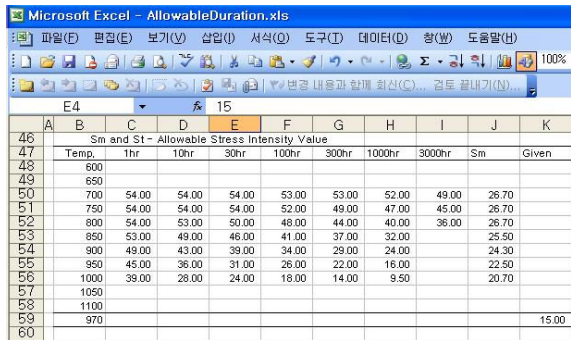 Microsoft Excel - AllowableDuration.xls
파일(F) 편집(E) 보기(V) 삽입(I) 서식(O) 도구(T) 데이터(D) 창(W) 도움말(H)
100%
변경 내용과 함께 회신(C)... 검토 끝내기(N)...
E4 fx 15
A B C D E F G H I J K
46 Sm and St - Allowable Stress Intensity Value
47 Temp. 1hr 10hr 30hr 100hr 300hr 1000hr 3000hr Sm Given
48 600
49 650
50 700 54.00 54.00 54.00 53.00 53.00 52.00 49.00 26.70
51 750 54.00 54.00 54.00 52.00 49.00 47.00 45.00 26.70
52 800 54.00 53.00 50.00 48.00 44.00 40.00 36.00 26.70
53 850 53.00 49.00 46.00 41.00 37.00 32.00 25.50
54 900 49.00 43.00 39.00 34.00 29.00 24.00 24.30
55 950 45.00 36.00 31.00 26.00 22.00 16.00 22.50
56 1000 39.00 28.00 24.00 18.00 14.00 9.50 20.70
57 1050
58 1100
59 970 15.00
60